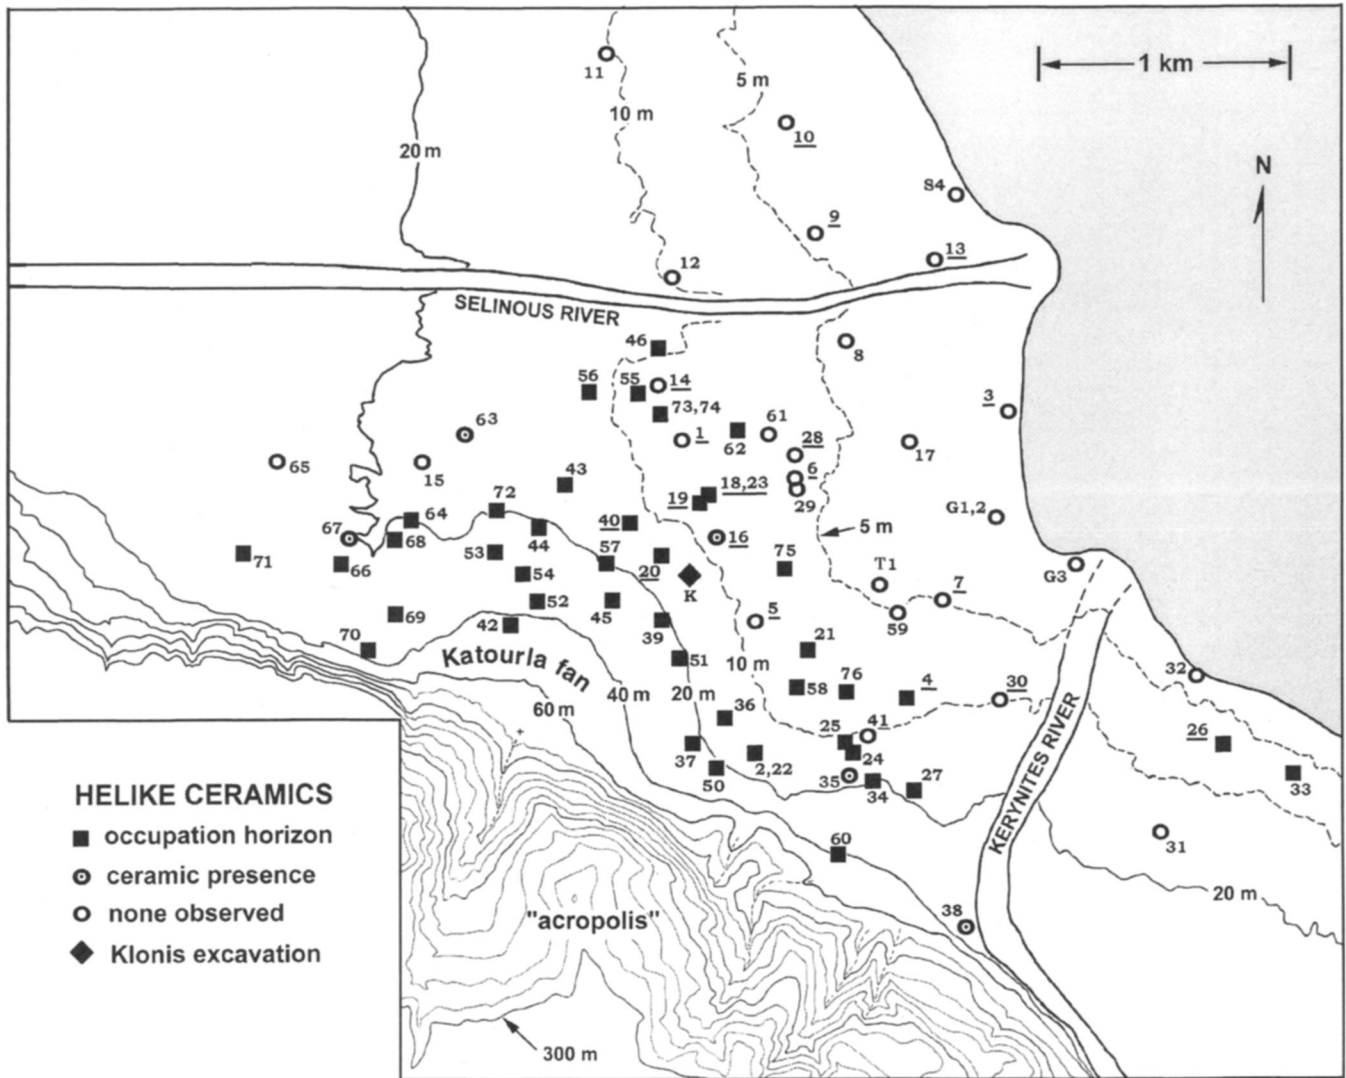 11
5 m
1 km
10 m
10
20 m
S4
N
9
13
12
SELINOUS RIVER
46
8
56
55
14
73,74
3
63
61
1
62
28
17
65
15
43
6
18,23
19
29
72
64
40
16
G1,2
67
68
44
5 m
53
57
75
71
66
20
T1
G3
54
K
7
52
45
5
59
69
42
39
21
70
Katourla fan
51
10 m
32
40 m
20 m
58
76
4
30
60 m
36
25
41
26
37
24
2,22
50
35
34
27
33
HELIKE CERAMICS
occupation horizon
60
31
ceramic presence
KERYNITES RIVER
20 m
none observed
"acropolis"
38
Klonis excavation
300 m